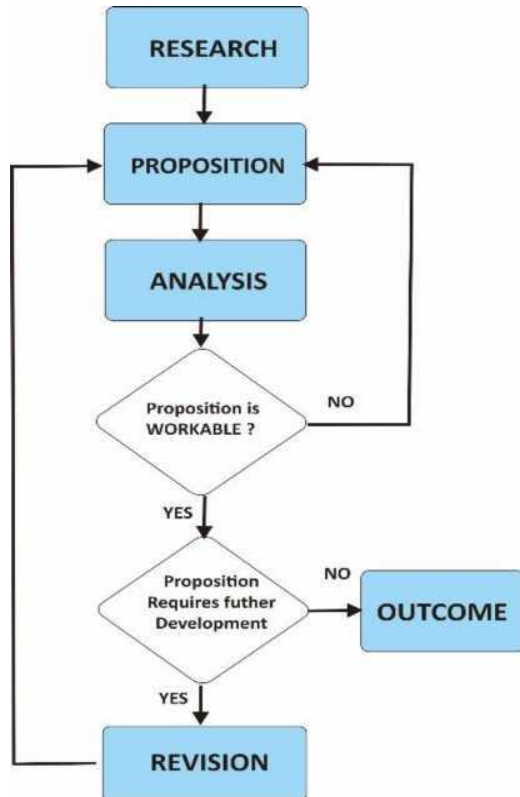 RESEARCH
PROPOSITION
ANALYSIS
Proposition is
WORKABLE ?
NO
YES
Proposition
Requires futher
Development
NO
OUTCOME
YES
REVISION